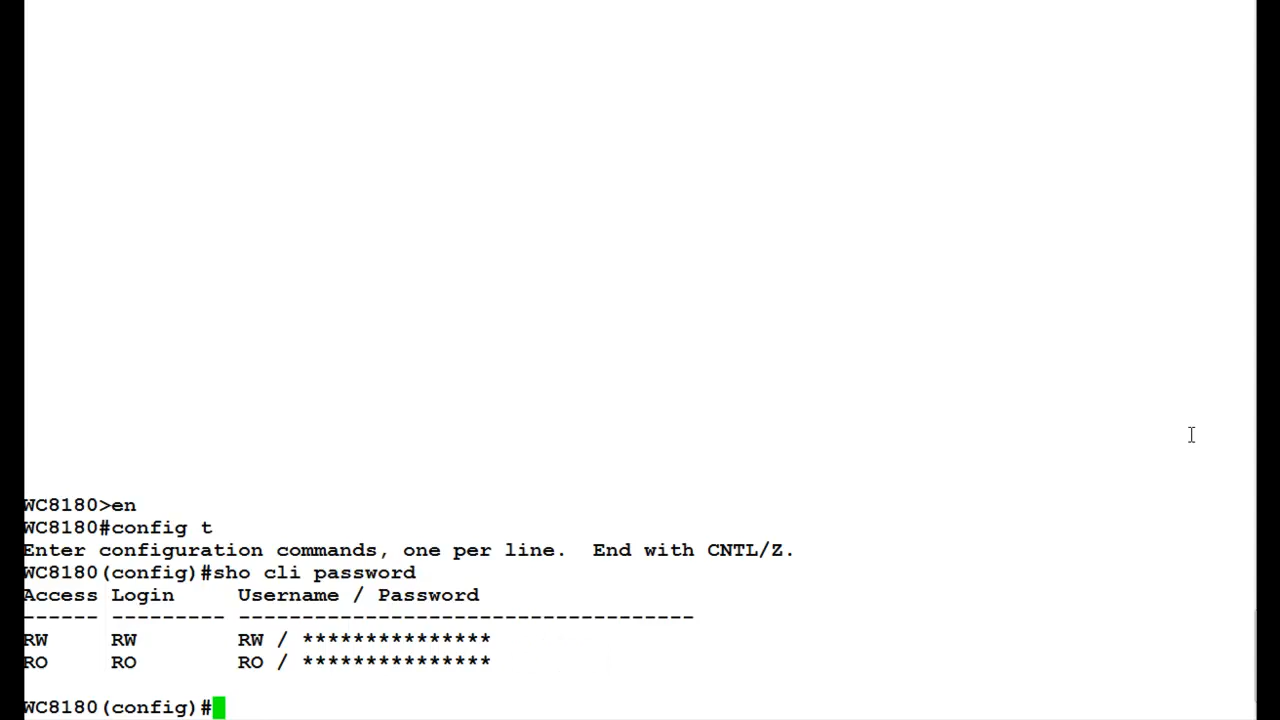 WC8180>en
WC8180#config t
Enter configuration commands, one per line.  End with CNTL/Z.
WC8180(config)#sho cli password
Access Login     Username / Password
------ --------- ------------------------------------
RW     RW        RW / ***************
RO     RO        RO / ***************
WC8180(config)#